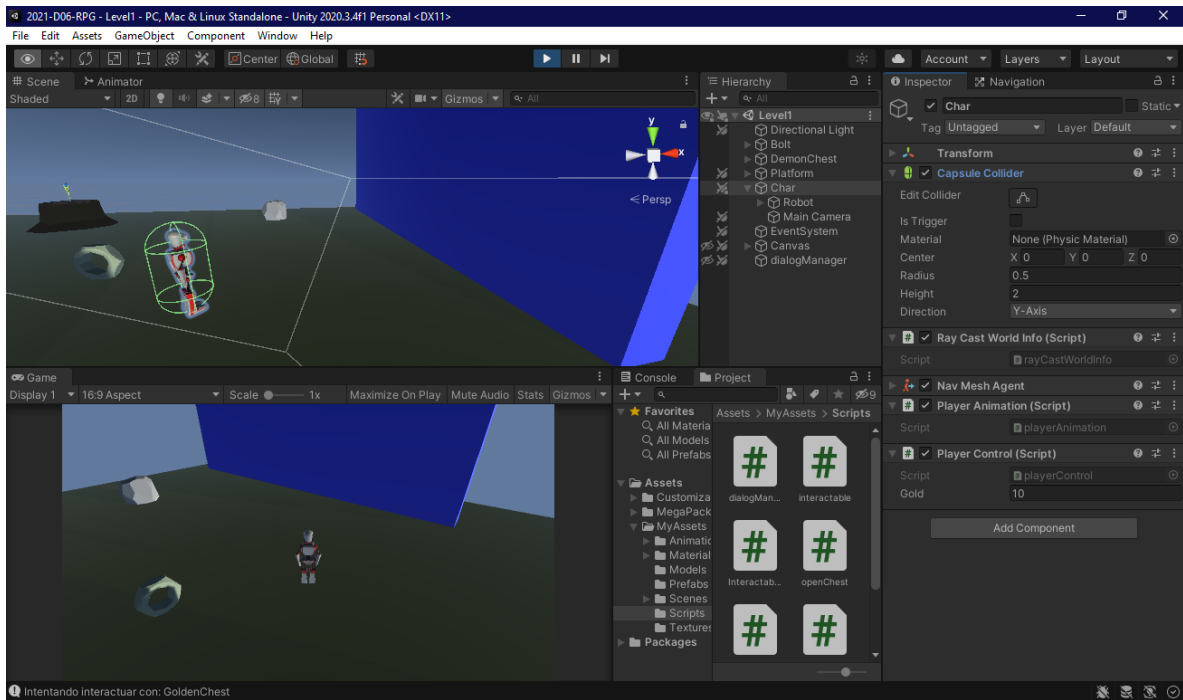 2021-D06-RPG - Level1 - PC, Mac & Linux Standalone - Unity 2020.3.4f1 Personal <DX11>
File Edit Assets GameObject Component Window Help
Center Global Account Layers Layout
Scene Animator
Shaded 2D 8 Gizmos All
y
x
Persp
Hierarchy
All
Level1
Directional Light
Bolt
DemonChest
Platform
Char
Robot
Main Camera
EventSystem
Canvas
dialogManager
Game
Display 1 16:9 Aspect Scale 1x Maximize On Play Mute Audio Stats Gizmos
Console Project
9
Favorites
All Materia
All Models
All Prefabs
Assets
Customiza
MegaPack
MyAssets
Animatic
Material
Models
Prefabs
Scenes
Scripts
Textures
Packages
Assets > MyAssets > Scripts
# #
dialogMan... interactable
# #
Interactab... openChest
# #
Inspector Navigation
Char Static
Tag Untagged Layer Default
Transform
Capsule Collider
Edit Collider
Is Trigger
Material None (Physic Material)
Center X 0 Y 0 Z 0
Radius 0.5
Height 2
Direction Y-Axis
# Ray Cast World Info (Script)
Script rayCastWorldInfo
Nav Mesh Agent
# Player Animation (Script)
Script playerAnimation
# Player Control (Script)
Script playerControl
Gold 10
Add Component
Intentando interactuar con: GoldenChest